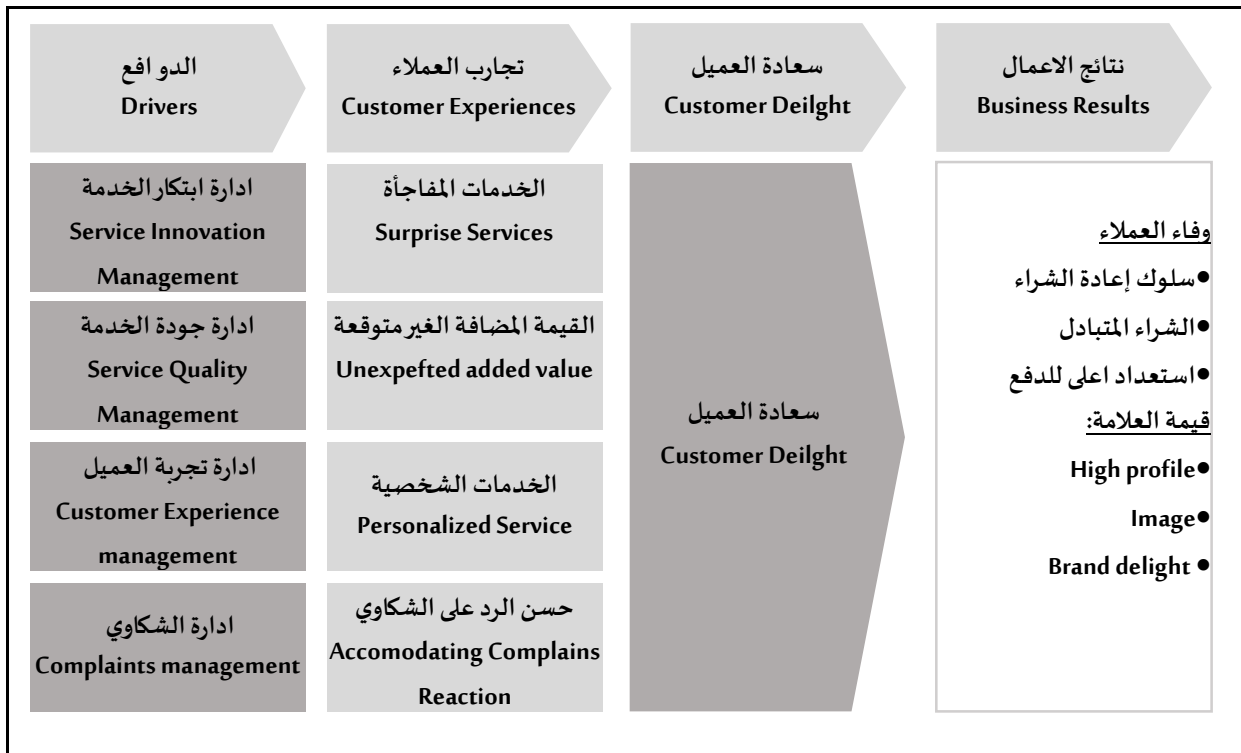 الدوافع
Drivers
تجارب العملاء
Customer Experiences
سعادة العميل
Customer Deilght
نتائج الاعمال
Business Results
ادارة ابتكار الخدمة
Service Innovation
Management
الخدمات المفاجأة
Surprise Services
ادارة جودة الخدمة
Service Quality
Management
القيمة المضافة الغير متوقعة
Unexpefted added value
ادارة تجربة العميل
Customer Experience
management
الخدمات الشخصية
Personalized Service
ادارة الشكاوي
Complaints management
حسن الرد على الشكاوي
Accomodating Complains
Reaction
سعادة العميل
Customer Deilght
وفاء العملاء
●سلوك إعادة الشراء
●الشراء المتبادل
●استعداد اعلى للدفع
قيمة العلامة:
High profile●
Image●
Brand delight ●